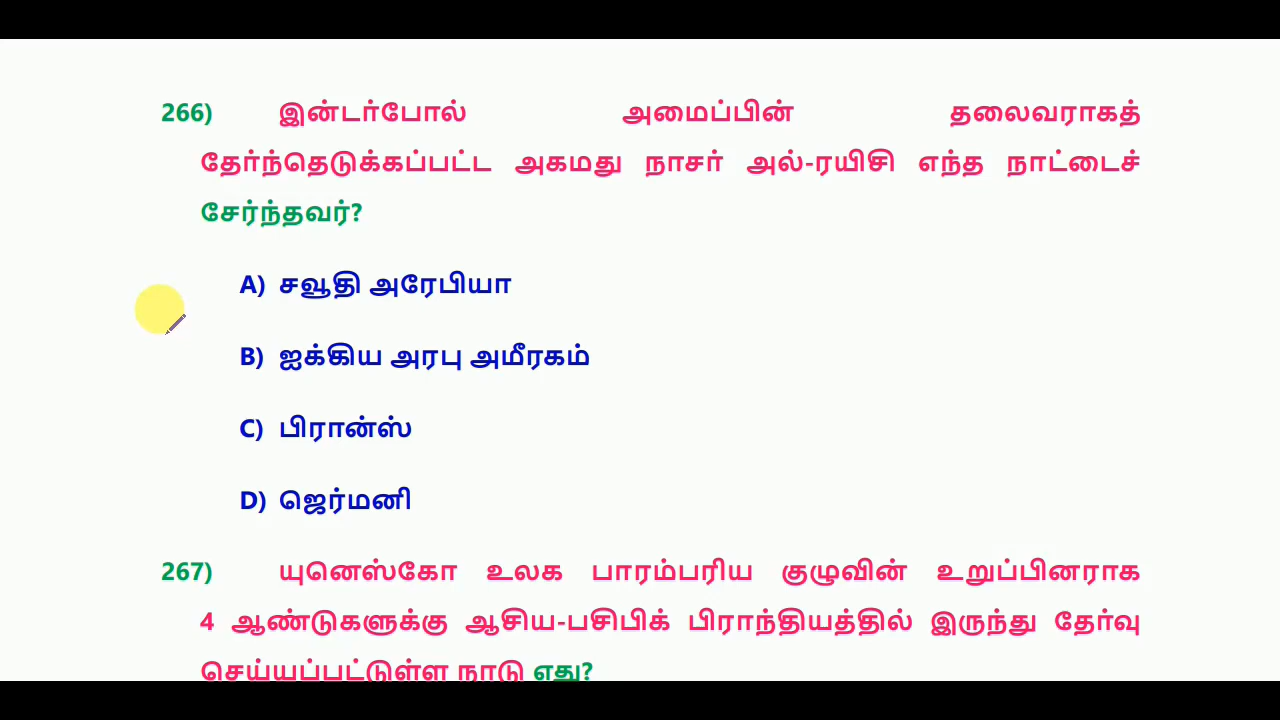 266) இன்டர்போல் அமைப்பின் தலைவராகத்
தேர்ந்தெடுக்கப்பட்ட அகமது நாசர் அல்-ரயிசி எந்த நாட்டைச்
சேர்ந்தவர்?
A) சவூதி அரேபியா
B) ஐக்கிய அரபு அமீரகம்
C) பிரான்ஸ்
D) ஜெர்மனி
267) யுனெஸ்கோ உலக பாரம்பரிய குழுவின் உறுப்பினராக
4 ஆண்டுகளுக்கு ஆசிய-பசிபிக் பிராந்தியத்தில் இருந்து தேர்வு
செய்யப்பட்டுள்ள நாடு எது?